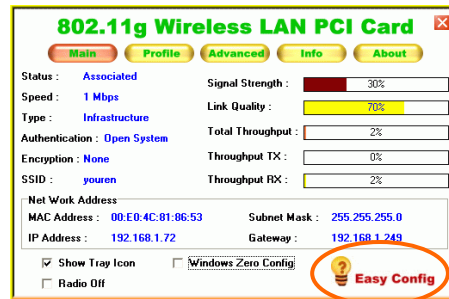 802.11g Wireless LAN PCI Card
Main Profile Advanced Info About
Status : Associated
Speed : 1 Mbps
Type : Infrastructure
Authentication : Open System
Encryption : None
SSID : youren
Signal Strength : 30%
Link Quality : 70%
Total Throughput : 2%
Throughput TX : 0%
Throughput RX : 2%
Net Work Address
MAC Address : 00:E0:4C:81:86:53 Subnet Mask : 255.255.255.0
IP Address : 192.168.1.72 Gateway : 192.168.1.249
Show Tray Icon Windows Zero Config
Radio Off
Easy Config